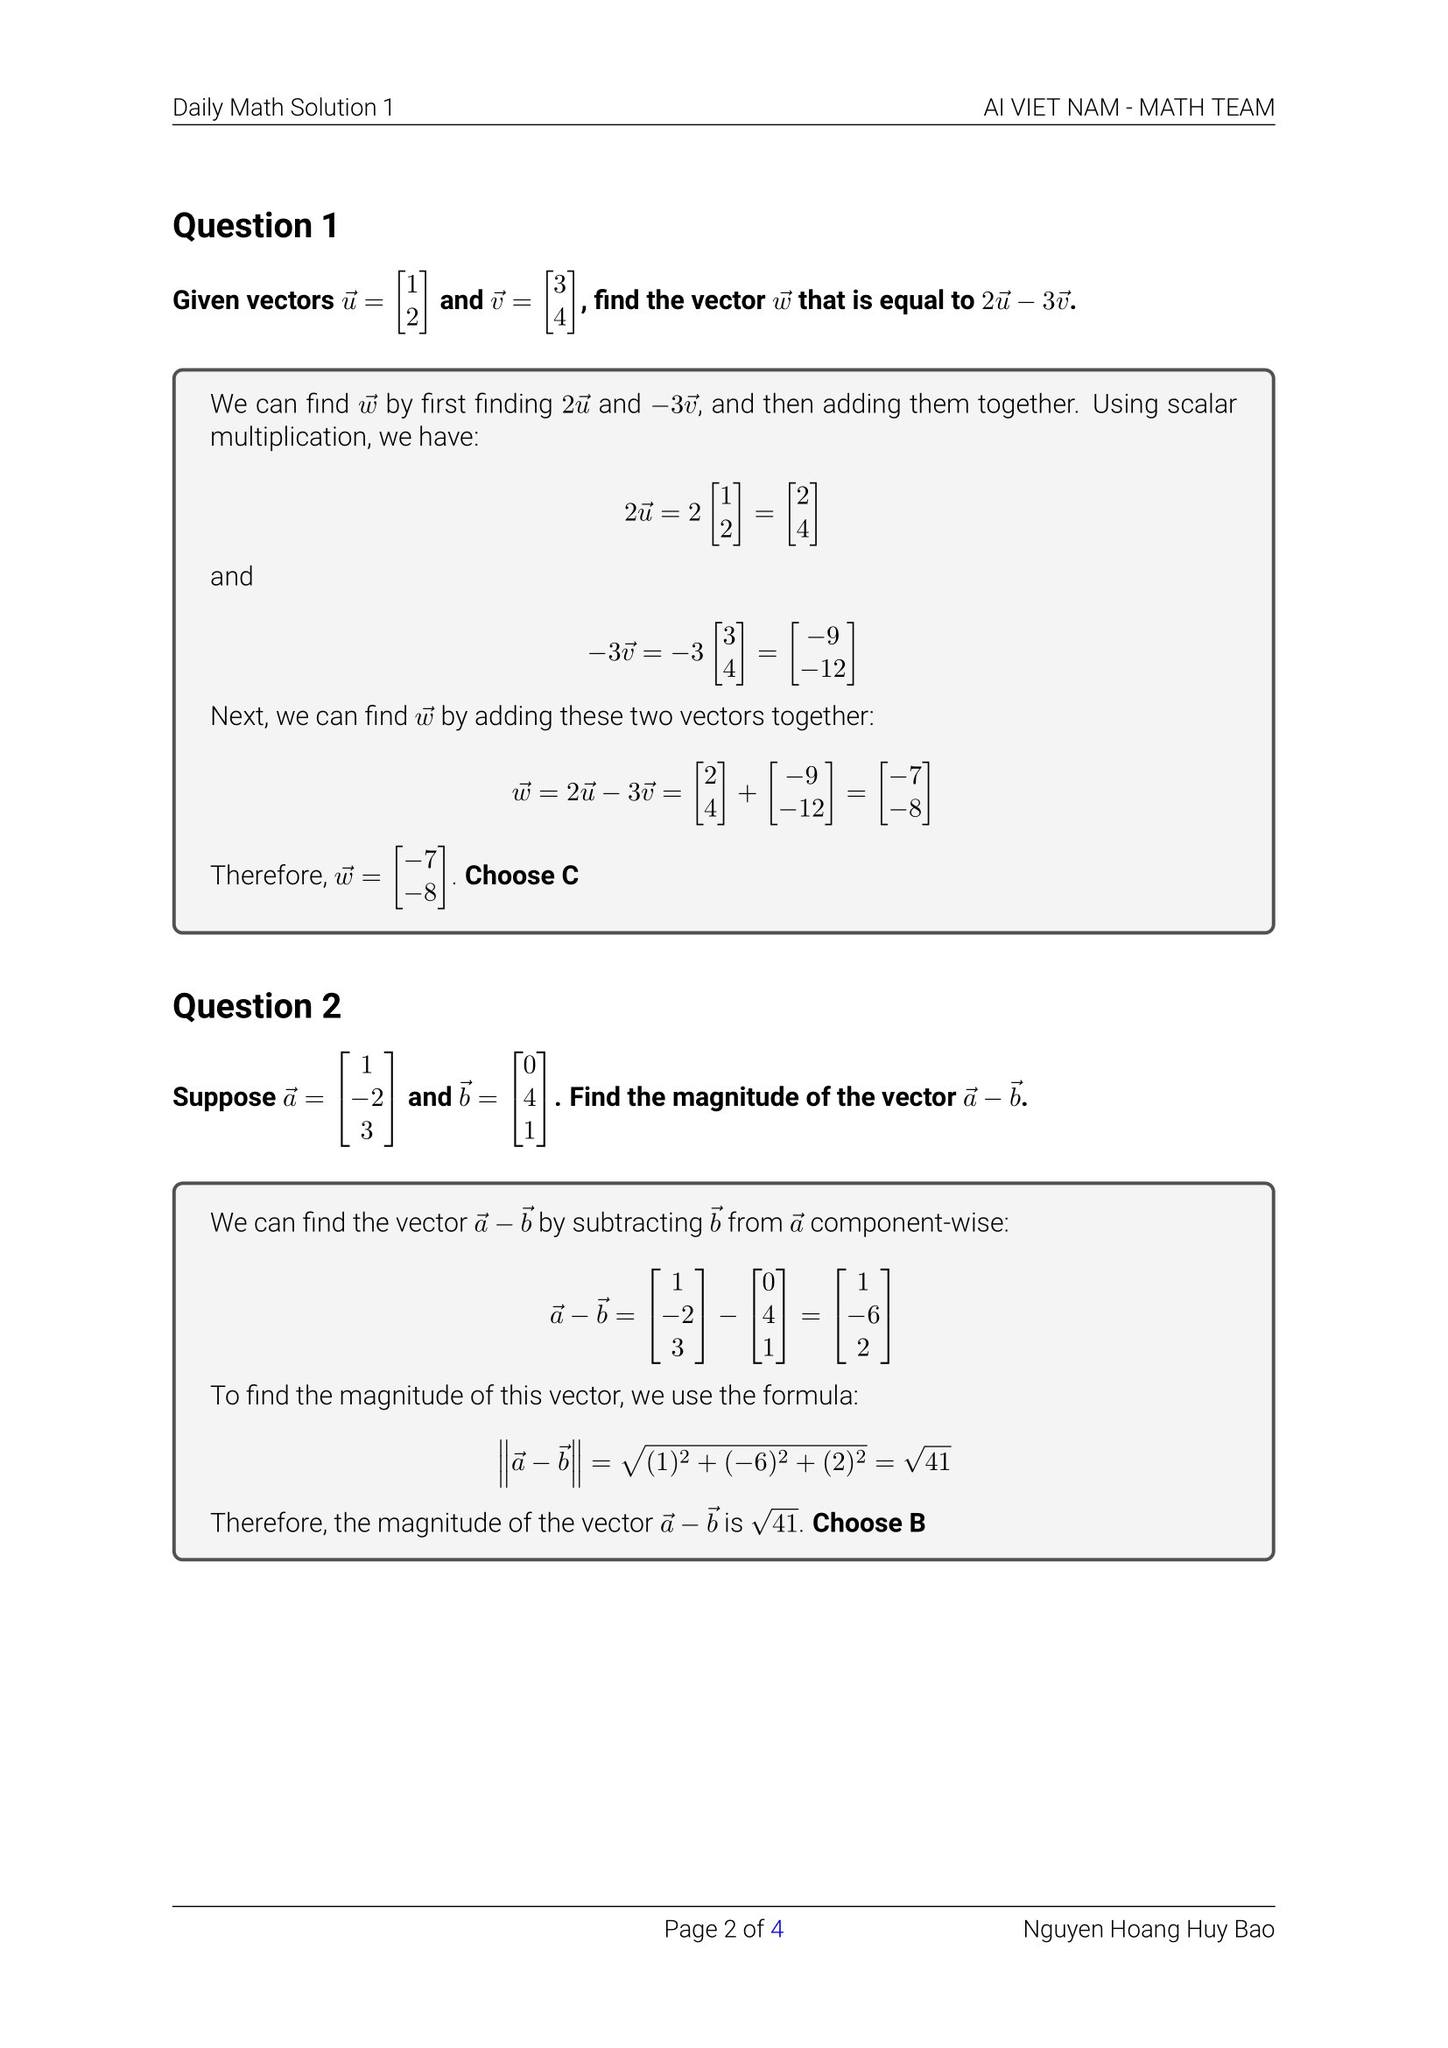 Daily Math Solution 1
AI VIET NAM - MATH TEAM
Question 1
Given vectors $\vec{u} = \begin{bmatrix} 1 \\ 2 \end{bmatrix}$ and $\vec{v} = \begin{bmatrix} 3 \\ 4 \end{bmatrix}$, find the vector $\vec{w}$ that is equal to $2\vec{u} - 3\vec{v}$.
We can find $\vec{w}$ by first finding $2\vec{u}$ and $-3\vec{v}$, and then adding them together. Using scalar
multiplication, we have:
$2\vec{u} = 2 \begin{bmatrix} 1 \\ 2 \end{bmatrix} = \begin{bmatrix} 2 \\ 4 \end{bmatrix}$
and
$-3\vec{v} = -3 \begin{bmatrix} 3 \\ 4 \end{bmatrix} = \begin{bmatrix} -9 \\ -12 \end{bmatrix}$
Next, we can find $\vec{w}$ by adding these two vectors together:
$\vec{w} = 2\vec{u} - 3\vec{v} = \begin{bmatrix} 2 \\ 4 \end{bmatrix} + \begin{bmatrix} -9 \\ -12 \end{bmatrix} = \begin{bmatrix} -7 \\ -8 \end{bmatrix}$
Therefore, $\vec{w} = \begin{bmatrix} -7 \\ -8 \end{bmatrix}$. Choose C
Question 2
Suppose $\vec{a} = \begin{bmatrix} 1 \\ -2 \\ 3 \end{bmatrix}$ and $\vec{b} = \begin{bmatrix} 0 \\ 4 \\ 1 \end{bmatrix}$. Find the magnitude of the vector $\vec{a} - \vec{b}$.
We can find the vector $\vec{a} - \vec{b}$ by subtracting $\vec{b}$ from $\vec{a}$ component-wise:
$\vec{a} - \vec{b} = \begin{bmatrix} 1 \\ -2 \\ 3 \end{bmatrix} - \begin{bmatrix} 0 \\ 4 \\ 1 \end{bmatrix} = \begin{bmatrix} 1 \\ -6 \\ 2 \end{bmatrix}$
To find the magnitude of this vector, we use the formula:
$\left\| \vec{a} - \vec{b} \right\| = \sqrt{(1)^2 + (-6)^2 + (2)^2} = \sqrt{41}$
Therefore, the magnitude of the vector $\vec{a} - \vec{b}$ is $\sqrt{41}$. Choose B
Page 2 of 4
Nguyen Hoang Huy Bao